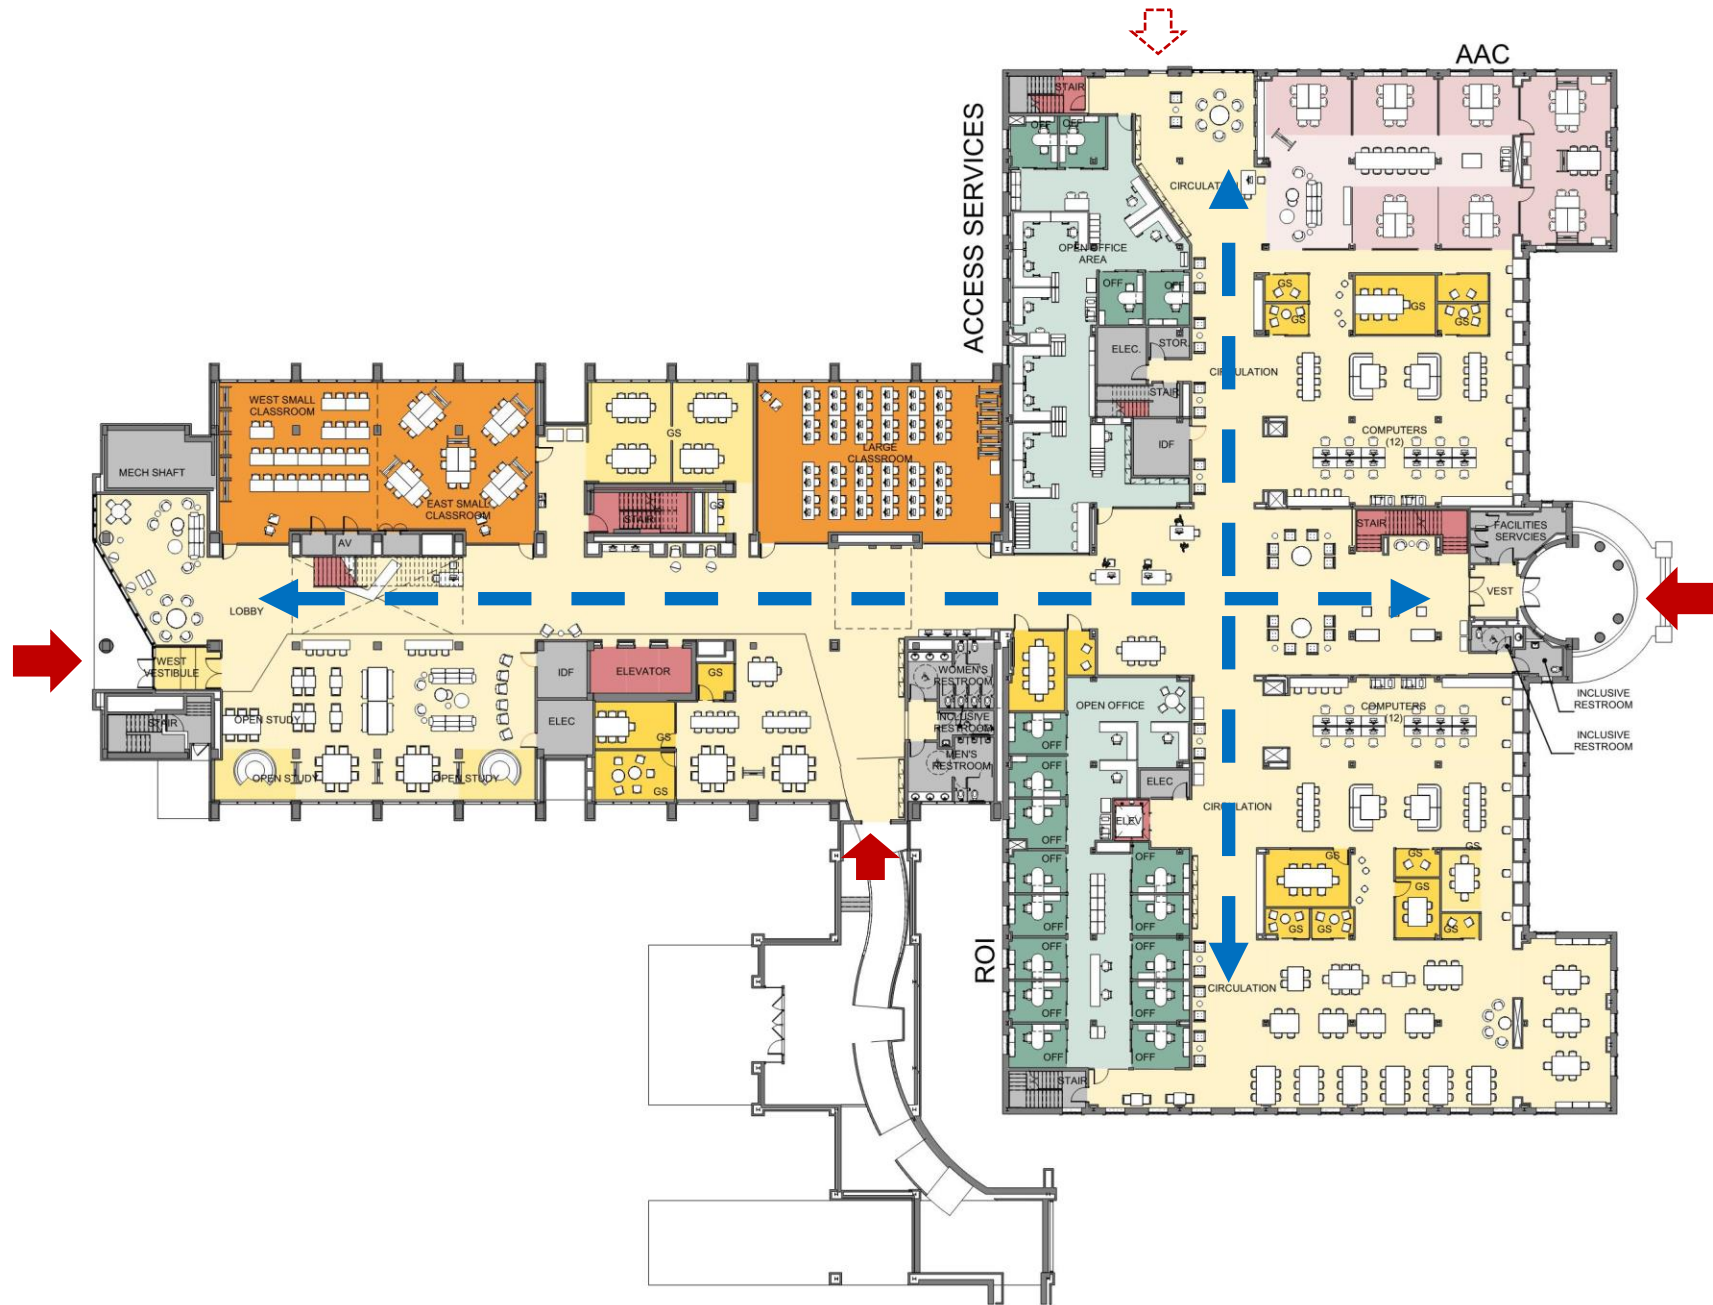 AAC
STAIR
OFF
OFF
ACCESS SERVICES
CIRCULATION
OPEN OFFICE
AREA
OFF
OFF
GS
GS
GS
GS
ELEC.
STOR.
CIRCULATION
STAIR
WEST SMALL
CLASSROOM
GS
LARGE
CLASSROOM
IDF
COMPUTERS
(12)
MECH SHAFT
EAST SMALL
CLASSROOM
STAIR
GS
STAIR
FACILITIES
SERVCIES
AV
VEST
LOBBY
WEST
VESTIBULE
IDF
ELEVATOR
GS
WOMEN'S
RESTROOM
INCLUSIVE
RESTROOM
MEN'S
RESTROOM
OPEN OFFICE
COMPUTERS
(12)
INCLUSIVE
RESTROOM
INCLUSIVE
RESTROOM
STAIR
OPEN STUDY
ELEC
GS
OFF
OPEN STUDY
OPEN STUDY
GS
OFF
ELEC
CIRCULATION
ELEV
OFF
OFF
OFF
GS
GS
GS
OFF
OFF
GS
GS
GS
ROI
OFF
OFF
CIRCULATION
OFF
OFF
OFF
OFF
STAIR